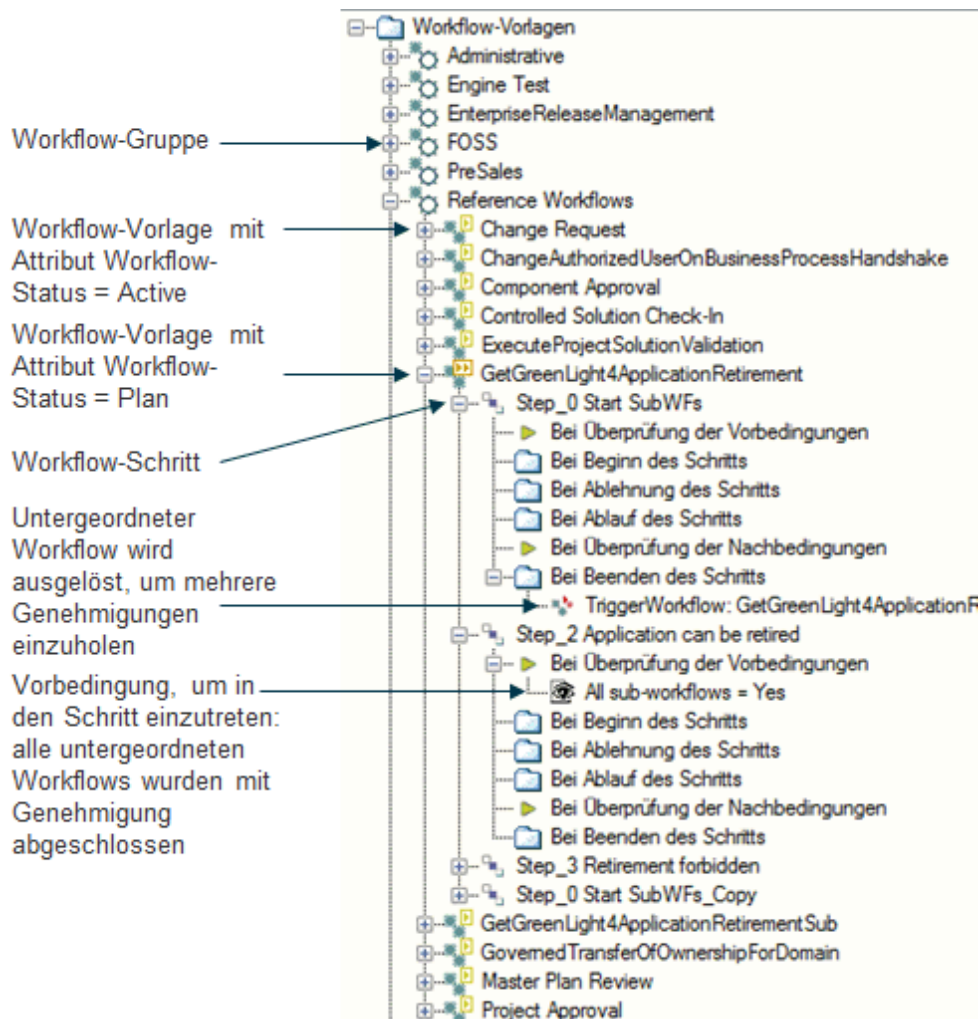 Workflow-Vorlagen
Administrative
Engine Test
EnterpriseReleaseManagement
Workflow-Gruppe
FOSS
PreSales
Reference Workflows
Workflow-Vorlage mit
Attribut Workflow-
Status = Active
Change Request
ChangeAuthorizedUserOnBusinessProcessHandshake
Component Approval
Controlled Solution Check-In
Workflow-Vorlage mit
Attribut Workflow-
Status = Plan
ExecuteProjectSolutionValidation
GetGreenLight4ApplicationRetirement
Step_0 Start SubWFs
Bei Überprüfung der Vorbedingungen
Workflow-Schritt
Bei Beginn des Schritts
Bei Ablehnung des Schritts
Bei Ablauf des Schritts
Bei Überprüfung der Nachbedingungen
Bei Beenden des Schritts
Untergeordneter
Workflow wird
ausgelöst, um mehrere
Genehmigungen
einzuholen
TriggerWorkflow: GetGreenLight4ApplicationR
Step_2 Application can be retired
Bei Überprüfung der Vorbedingungen
Vorbedingung, um in
den Schritt einzutreten:
alle untergeordneten
Workflows wurden mit
Genehmigung
abgeschlossen
All sub-workflows = Yes
Bei Beginn des Schritts
Bei Ablehnung des Schritts
Bei Ablauf des Schritts
Bei Überprüfung der Nachbedingungen
Bei Beenden des Schritts
Step_3 Retirement forbidden
Step_0 Start SubWFs_Copy
GetGreenLight4ApplicationRetirementSub
GovernedTransferOfOwnershipForDomain
Master Plan Review
Project Approval